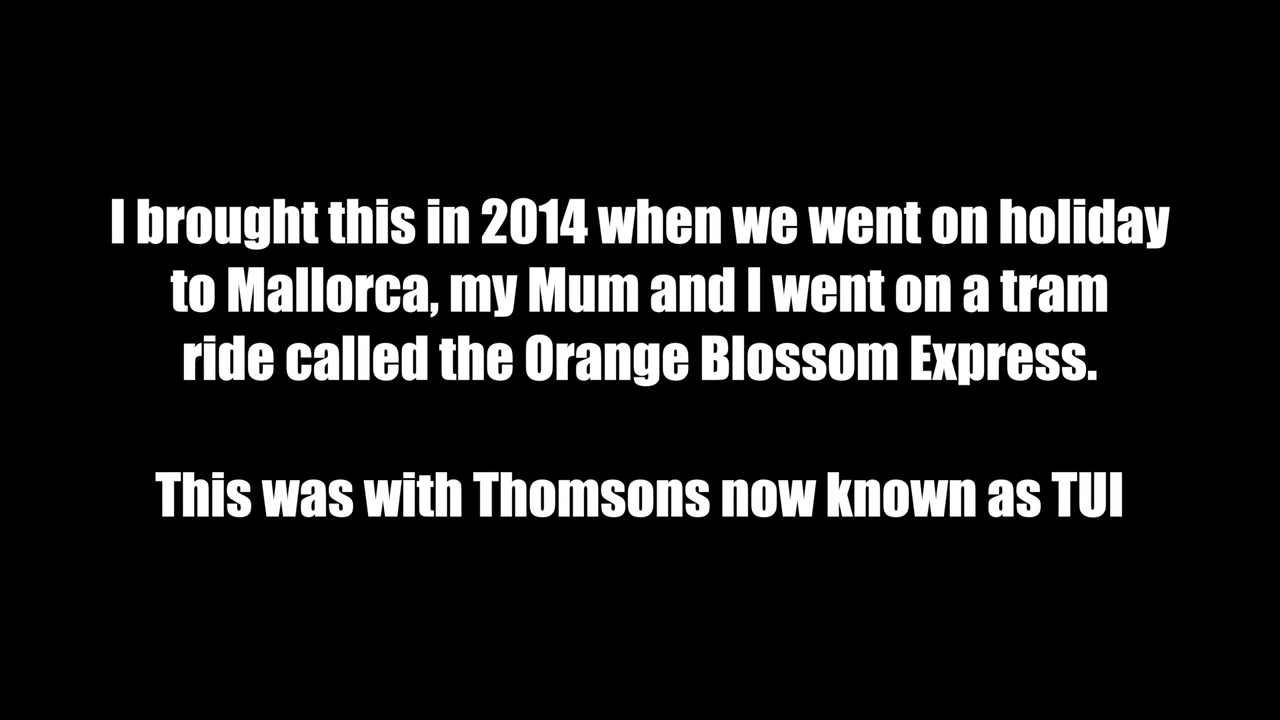 I brought this in 2014 when we went on holiday
to Mallorca, my Mum and I went on a tram
ride called the Orange Blossom Express.
This was with Thomsons now known as TUI